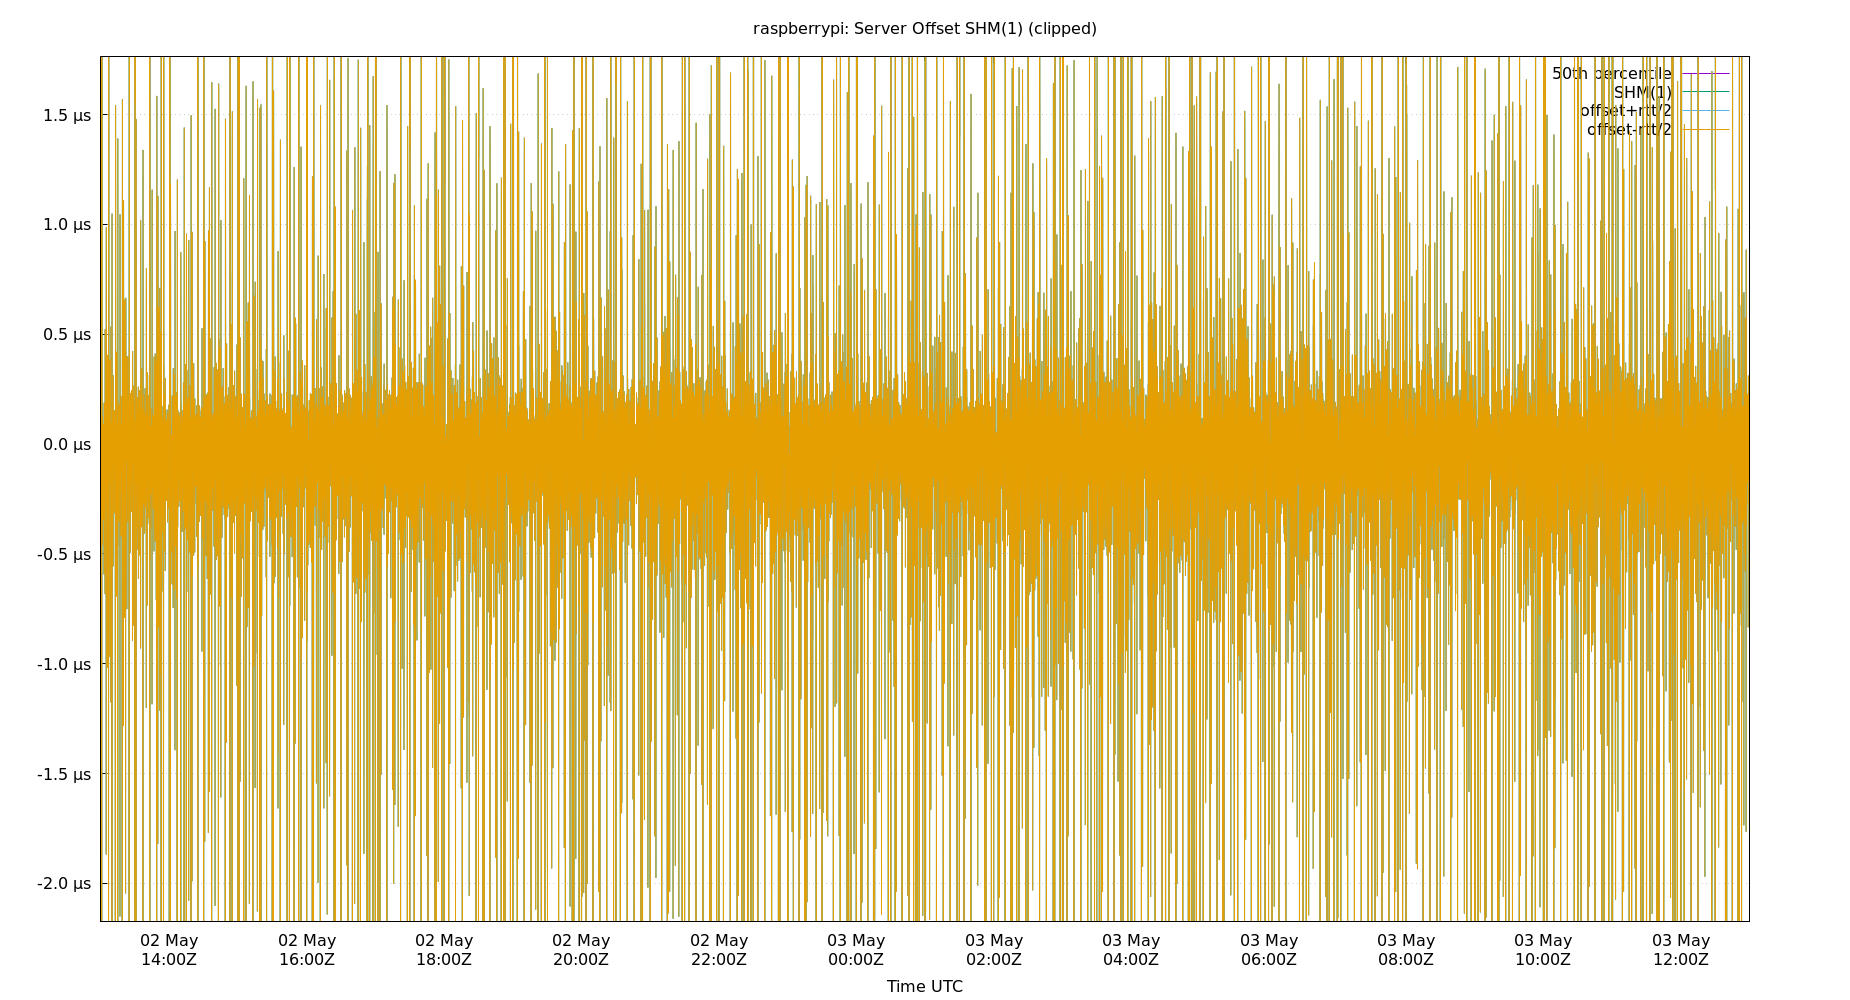 raspberrypi: Server Offset SHM(1) (clipped)
50th percentile
SHM(1)
offset+rtt/2
offset-rtt/2
1.5 µs
1.0 µs
0.5 µs
0.0 µs
-0.5 µs
-1.0 µs
-1.5 µs
-2.0 µs
02 May 02 May 02 May 02 May 02 May 03 May 03 May 03 May 03 May 03 May 03 May 03 May
14:00Z 16:00Z 18:00Z 20:00Z 22:00Z 00:00Z 02:00Z 04:00Z 06:00Z 08:00Z 10:00Z 12:00Z
Time UTC